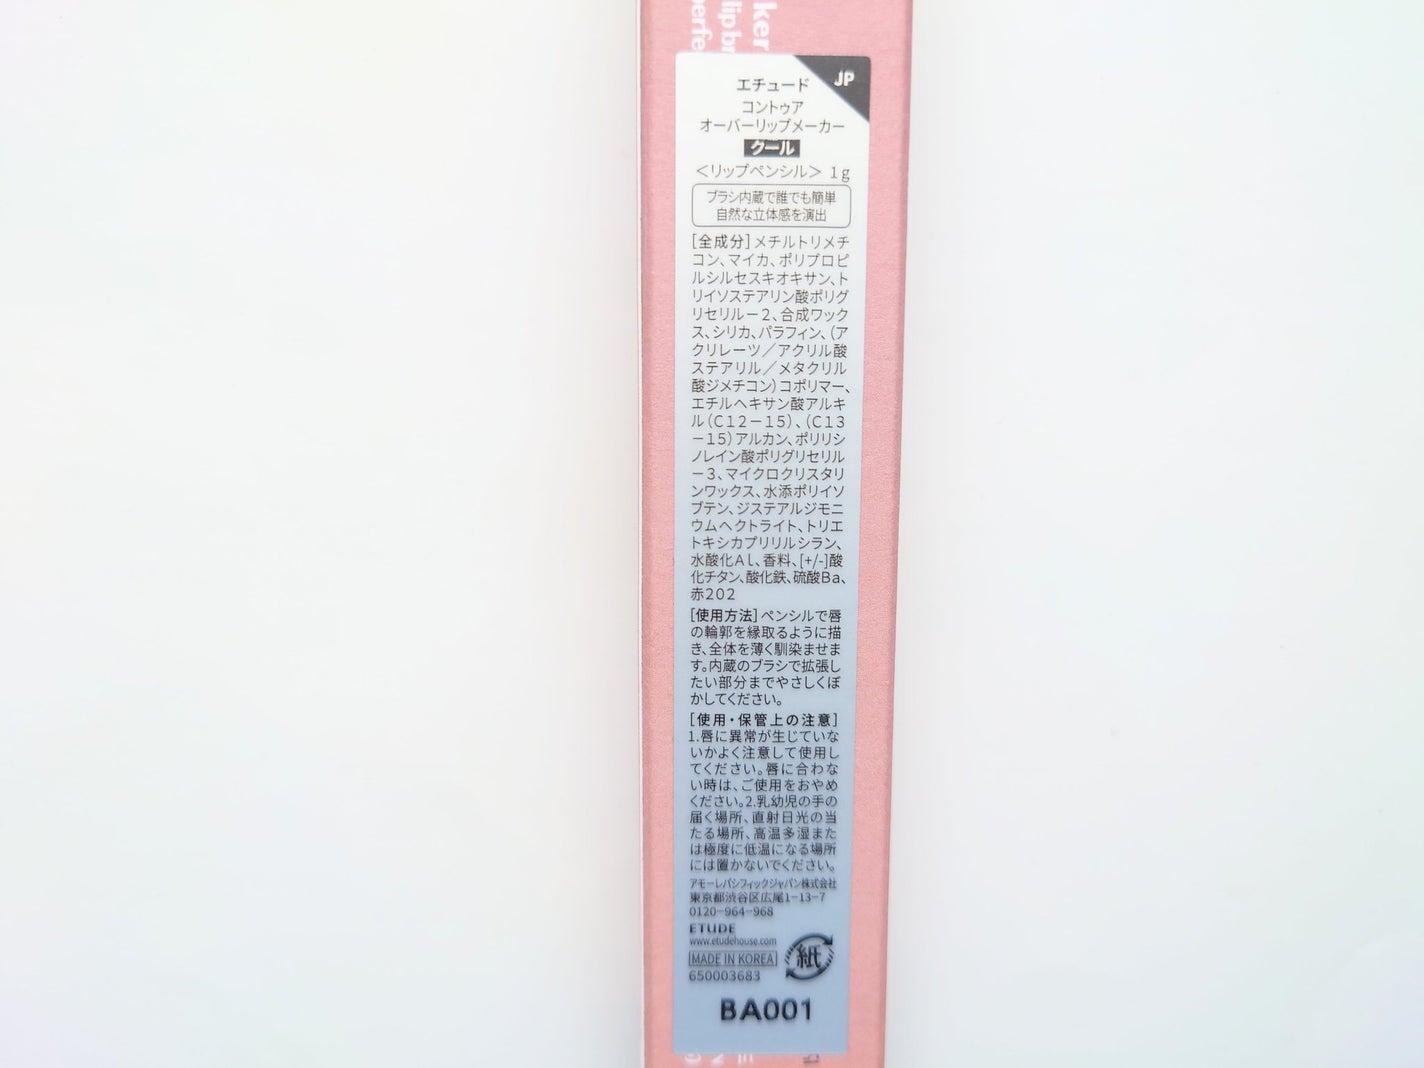 ker
lip br
perfe
JP
エチュード
コントゥア
オーバーリップメーカー
クール
＜リップペンシル＞ 1g
ブラシ内蔵で誰でも簡単
自然な立体感を演出
[全成分]メチルトリメチ
コン、マイカ、ポリプロピ
ルシルセスキオキサン、ト
リイソステアリン酸ポリグ
リセリル－2、合成ワック
ス、シリカ、パラフィン、（ア
クリレーツ／アクリル酸
ステアリル／メタクリル
酸ジメチコン）コポリマー、
エチルヘキサン酸アルキ
ル（C12－15）、（C13
－15）アルカン、ポリリシ
ノレイン酸ポリグリセリル
－3、マイクロクリスタリ
ンワックス、水添ポリイソ
ブテン、ジステアルジモニ
ウムヘクトライト、トリエ
トキシカプリリルシラン、
水酸化Al、香料、[+/-]酸
化チタン、酸化鉄、硫酸Ba、
赤202
[使用方法]ペンシルで唇
の輪郭を縁取るように描
き、全体を薄く馴染ませま
す。内蔵のブラシで拡張し
たい部分までやさしくぼ
かしてください。
[使用・保管上の注意]
1.唇に異常が生じていな
いかよく注意して使用し
てください。唇に合わな
い時は、ご使用をおやめ
ください。2.乳幼児の手の
届く場所、直射日光の当
たる場所、高温多湿また
は極度に低温になる場所
には置かないでください。
アモーレパシフィックジャパン株式会社
東京都渋谷区広尾1-13-7
0120-964-968
ETUDE
www.etudehouse.com
MADE IN KOREA
650003683
紙
BA001